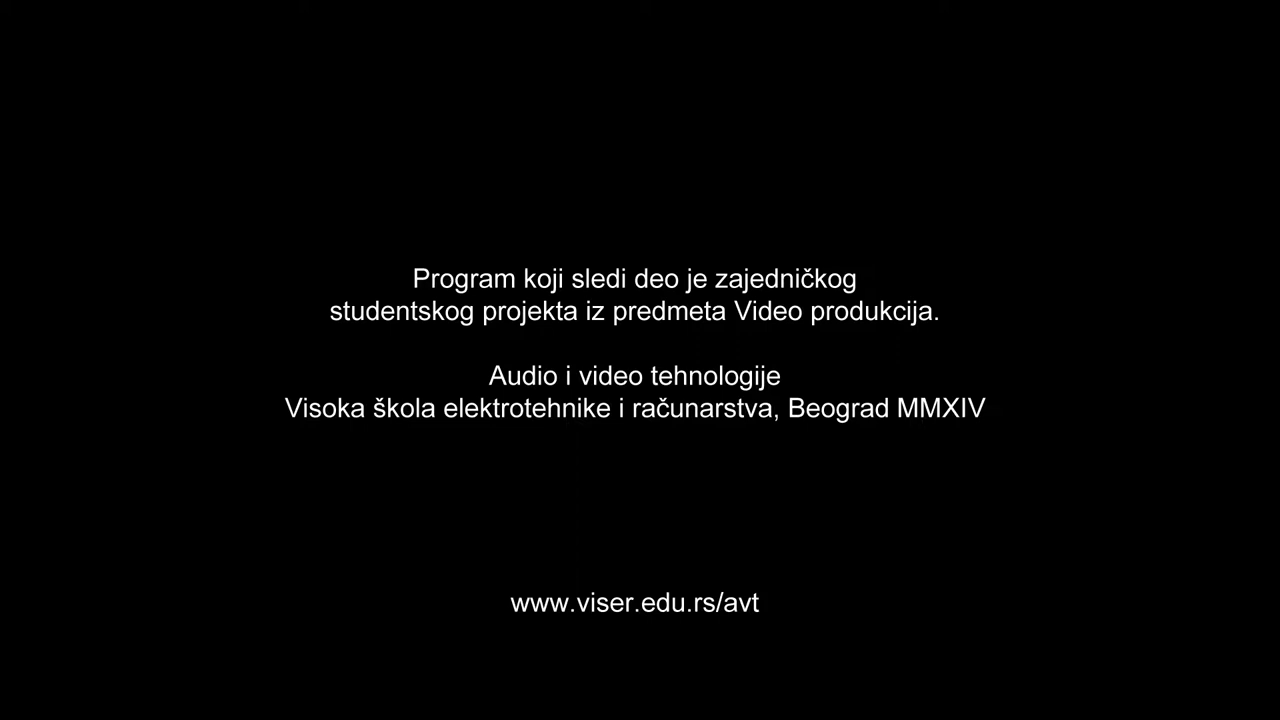 Program koji sledi deo je zajedničkog
studentskog projekta iz predmeta Video produkcija.
Audio i video tehnologije
Visoka škola elektrotehnike i računarstva, Beograd MMXIV
www.viser.edu.rs/avt